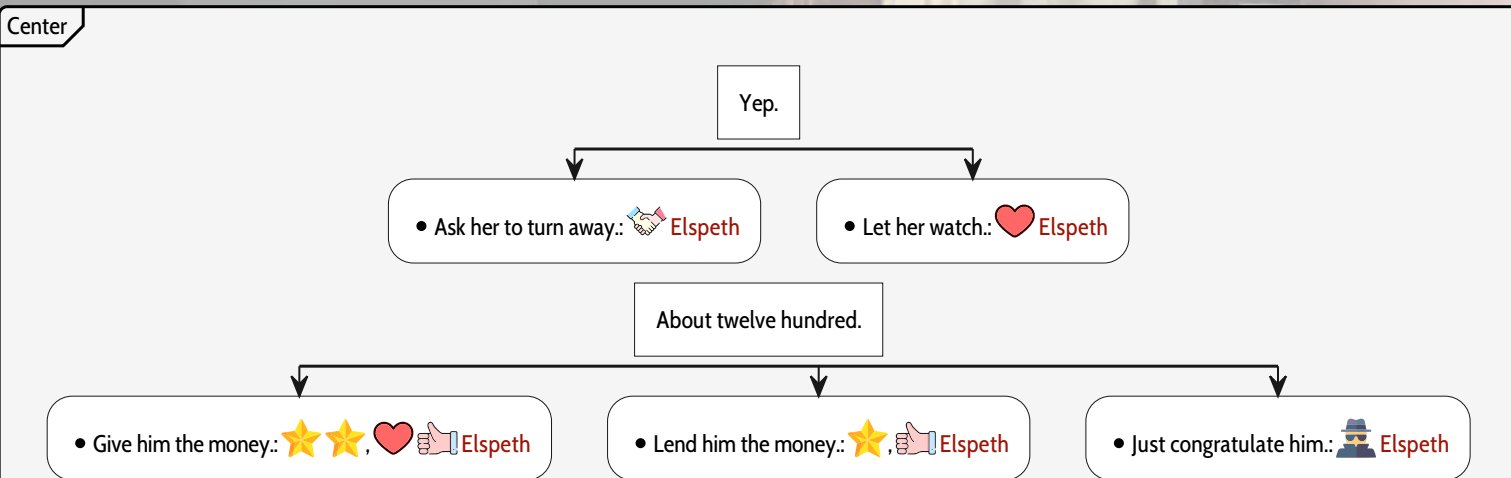 Center
Yep.
• Ask her to turn away.: Elspeth
• Let her watch.: Elspeth
About twelve hundred.
• Give him the money.: , Elspeth
• Lend him the money.: , Elspeth
• Just congratulate him.: Elspeth